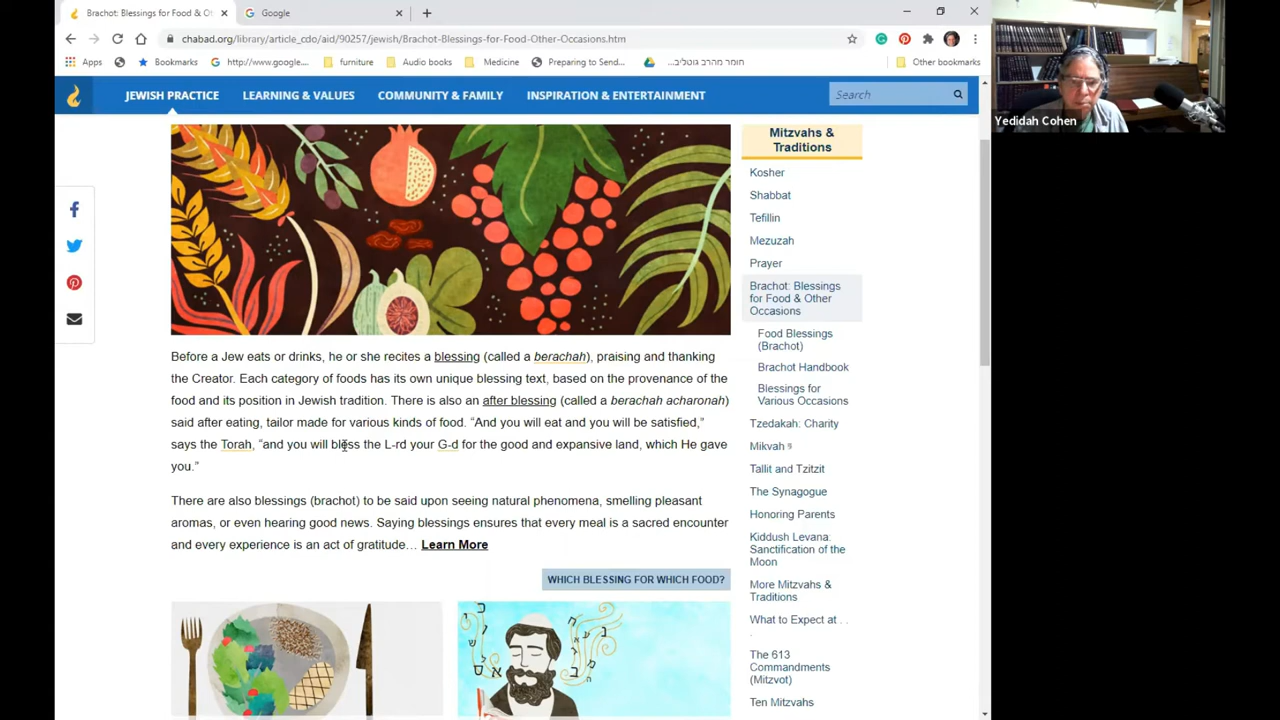 Brachot: Blessings for Food & Ot
Google
chabad.org/library/article_cdo/aid/90257/jewish/Brachot-Blessings-for-Food-Other-Occasions.htm
Apps
Bookmarks
http://www.google....
furniture
Audio books
Medicine
Preparing to Send...
חומר מהרב גוטליב...
Other bookmarks
JEWISH PRACTICE
LEARNING & VALUES
COMMUNITY & FAMILY
INSPIRATION & ENTERTAINMENT
Search
Yedidah Cohen
Before a Jew eats or drinks, he or she recites a blessing (called a berachah), praising and thanking
the Creator. Each category of foods has its own unique blessing text, based on the provenance of the
food and its position in Jewish tradition. There is also an after blessing (called a berachah acharonah)
said after eating, tailor made for various kinds of food. “And you will eat and you will be satisfied,”
says the Torah, “and you will bless the L-rd your G-d for the good and expansive land, which He gave
you.”
There are also blessings (brachot) to be said upon seeing natural phenomena, smelling pleasant
aromas, or even hearing good news. Saying blessings ensures that every meal is a sacred encounter
and every experience is an act of gratitude… Learn More
WHICH BLESSING FOR WHICH FOOD?
Mitzvahs &
Traditions
Kosher
Shabbat
Tefillin
Mezuzah
Prayer
Brachot: Blessings
for Food & Other
Occasions
Food Blessings
(Brachot)
Brachot Handbook
Blessings for
Various Occasions
Tzedakah: Charity
Mikvah
Tallit and Tzitzit
The Synagogue
Honoring Parents
Kiddush Levana:
Sanctification of the
Moon
More Mitzvahs &
Traditions
What to Expect at . .
.
The 613
Commandments
(Mitzvot)
Ten Mitzvahs